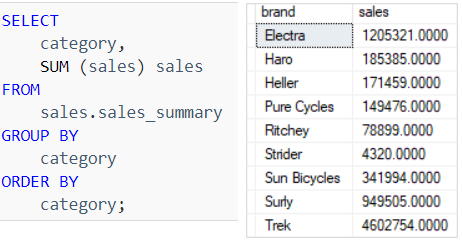 SELECT
category,
SUM (sales) sales
FROM
sales.sales_summary
GROUP BY
category
ORDER BY
category;
brand sales
Electra 1205321.0000
Haro 185385.0000
Heller 171459.0000
Pure Cycles 149476.0000
Ritchey 78899.0000
Strider 4320.0000
Sun Bicycles 341994.0000
Surly 949505.0000
Trek 4602754.0000